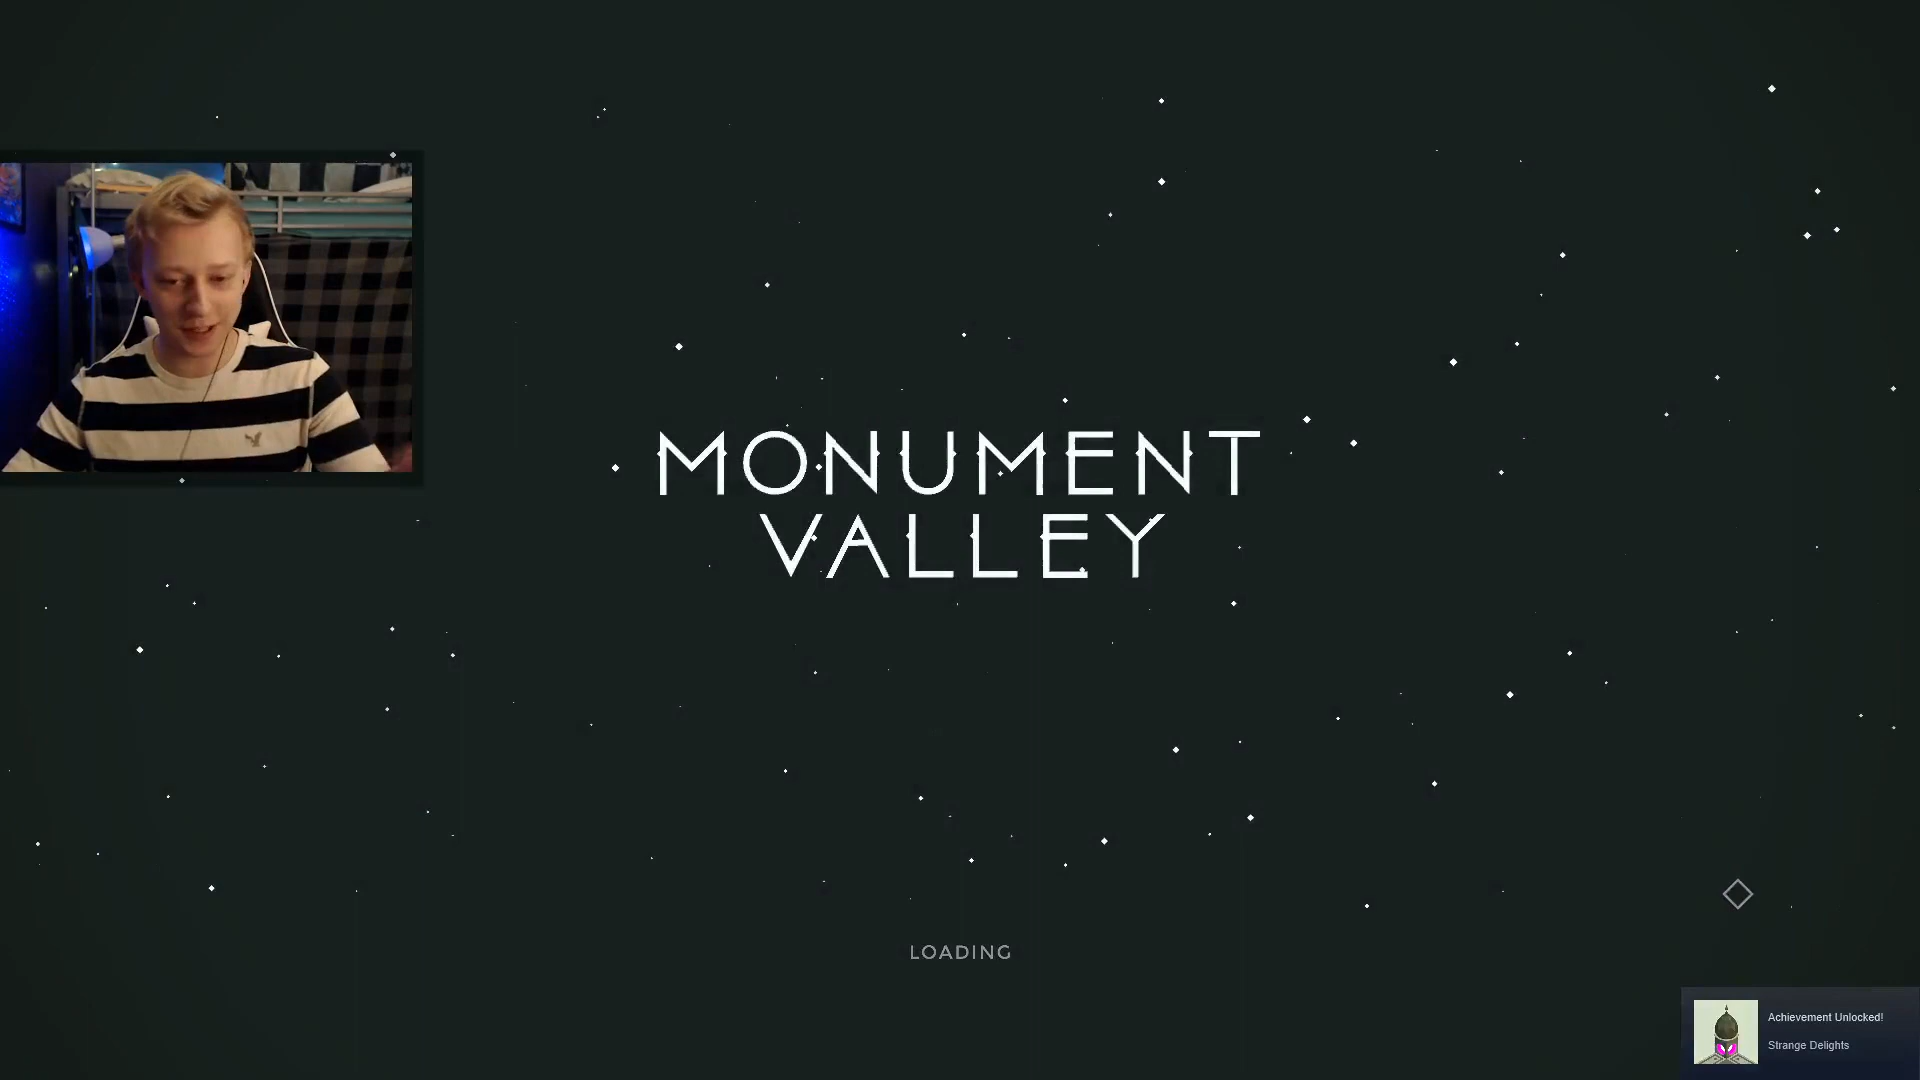 MONUMENT
VALLEY
LOADING
Achievement Unlocked!
Strange Delights